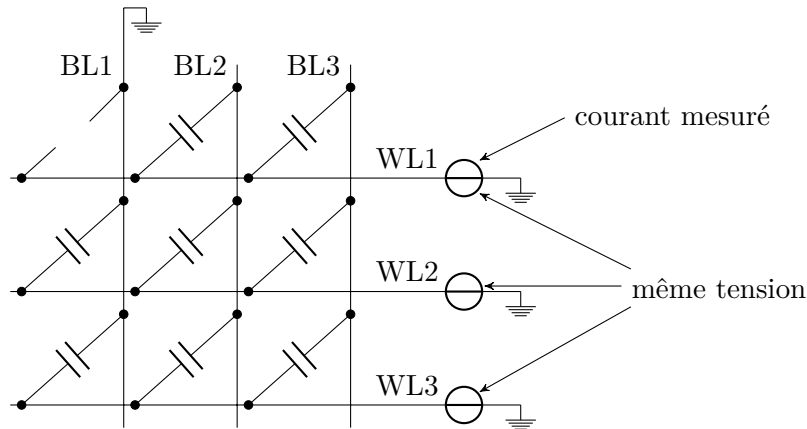 BL1 BL2 BL3
courant mesuré
WL1
WL2
même tension
WL3